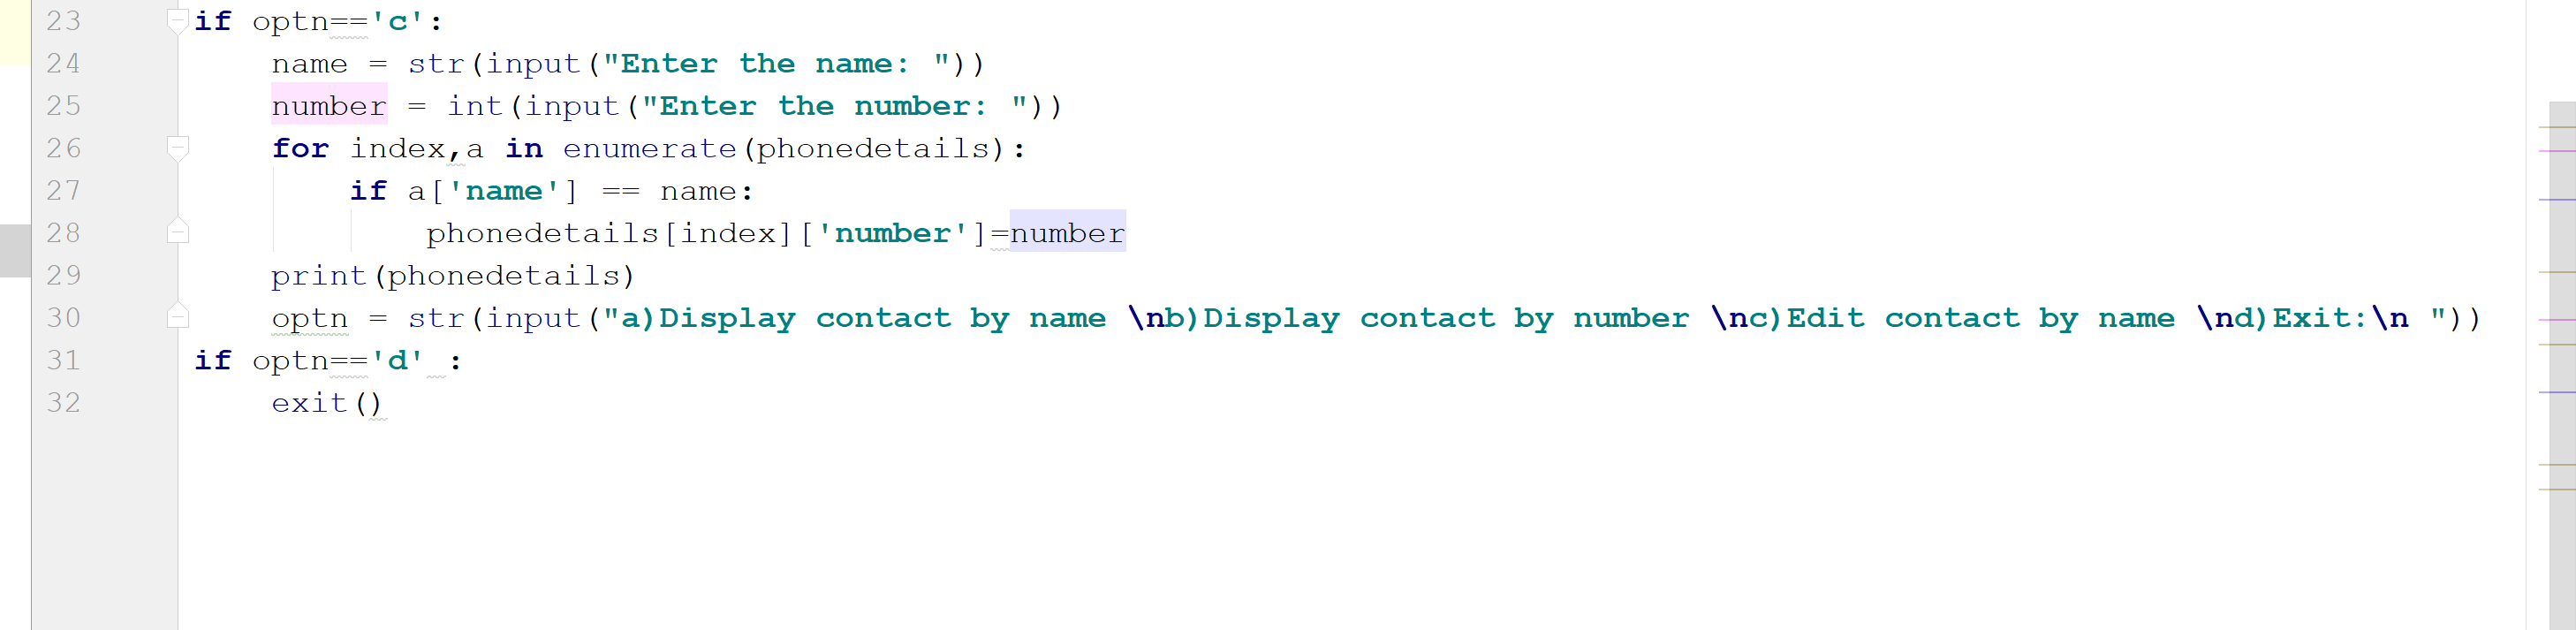 23 if optn=='c':
24     name = str(input("Enter the name: "))
25     number = int(input("Enter the number: "))
26     for index,a in enumerate(phonedetails):
27         if a['name'] == name:
28             phonedetails[index]['number']=number
29     print(phonedetails)
30     optn = str(input("a)Display contact by name \nb)Display contact by number \nc)Edit contact by name \nd)Exit:\n "))
31 if optn=='d' :
32     exit()